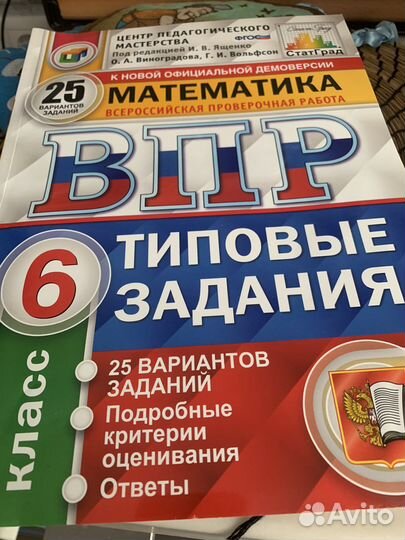 ЦЕНТР ПЕДАГОГИЧЕСКОГО
МАСТЕРСТВА
ФГОС
СтатГрад
Под редакцией И. В. Ященко
О. А. Виноградова, Г. И. Вольфсон
К НОВОЙ ОФИЦИАЛЬНОЙ ДЕМОВЕРСИИ
25
ВАРИАНТОВ
ЗАДАНИЙ
МАТЕМАТИКА
ВСЕРОССИЙСКАЯ ПРОВЕРОЧНАЯ РАБОТА
ВПР
6
класс
ТИПОВЫЕ
ЗАДАНИЯ
25 ВАРИАНТОВ
ЗАДАНИЙ
Подробные
критерии
оценивания
Ответы
Avito